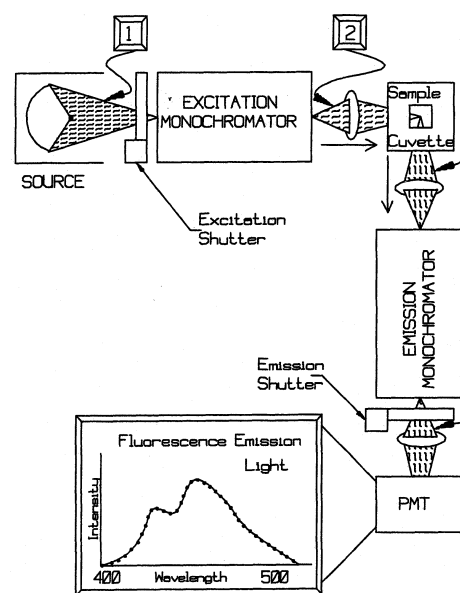 1
2
EXCITATION
MONOCHROMATOR
Sample
Cuvette
SOURCE
Excitation
Shutter
EMISSION
MONOCHROMATOR
Emission
Shutter
Fluorescence Emission
Light
Intensity
400
Wavelength
500
PMT